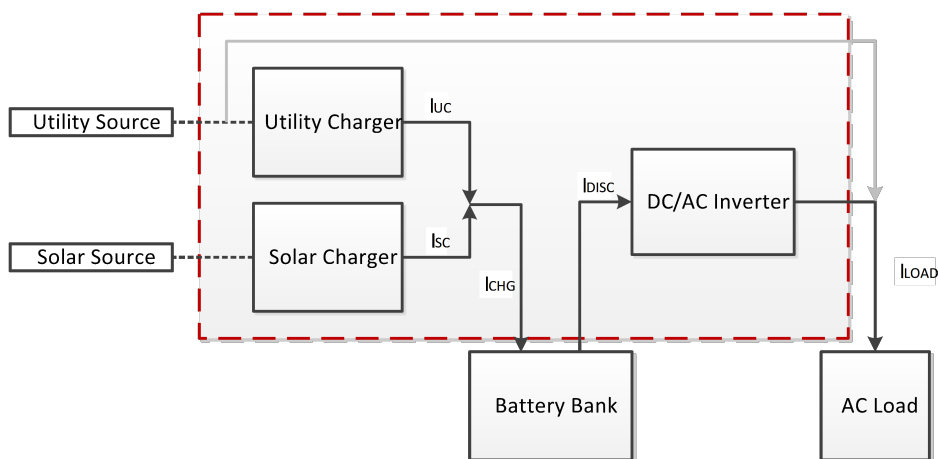 Utility Source
Utility Charger
IUC
Solar Source
Solar Charger
ISC
ICHG
IDISC
DC/AC Inverter
ILOAD
Battery Bank
AC Load